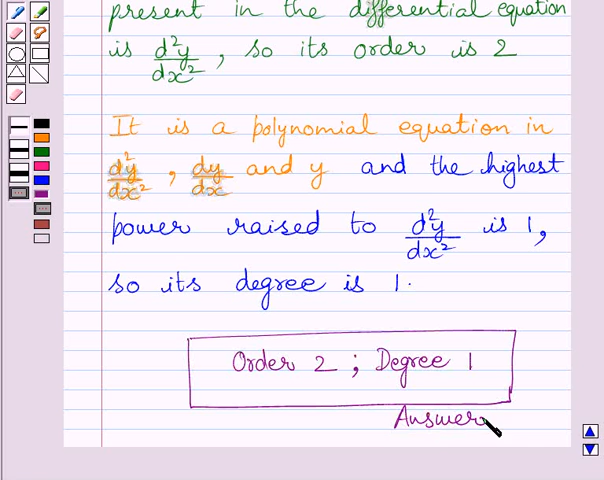 present in the differential equation
is d²y/dx², so its order is 2
It is a polynomial equation in
d²y/dx², dy/dx and y and the highest
power raised to d²y/dx² is 1,
so its degree is 1.
Order 2 ; Degree 1
Answer